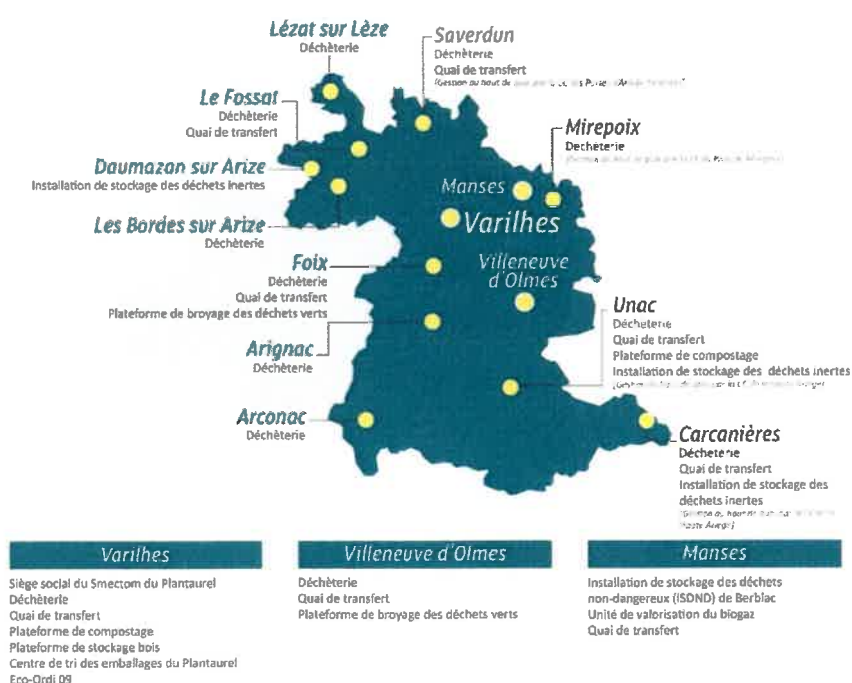 Lézat sur Lèze
Déchèterie
Saverdun
Déchèterie
Quai de transfert
(Gestion du haut de quai
Le Fossat
Déchèterie
Quai de transfert
Mirepoix
Déchèterie
Daumazan sur Arize
Installation de stockage des déchets inertes
Manses
Varilhes
Les Bordes sur Arize
Déchèterie
Foix
Déchèterie
Quai de transfert
Plateforme de broyage des déchets verts
Villeneuve
d'Olmes
Unac
Déchèterie
Quai de transfert
Plateforme de compostage
Installation de stockage des déchets inertes
Arignac
Déchèterie
Arconac
Déchèterie
Carcanières
Déchèterie
Quai de transfert
Installation de stockage des
déchets inertes
Haute Ariège)
Varilhes
Siège social du Smectom du Plantaurel
Déchèterie
Quai de transfert
Plateforme de compostage
Plateforme de stockage bois
Centre de tri des emballages du Plantaurel
Eco-Ordi 09
Villeneuve d'Olmes
Déchèterie
Quai de transfert
Plateforme de broyage des déchets verts
Manses
Installation de stockage des déchets
non-dangereux (ISDND) de Berbiac
Unité de valorisation du biogaz
Quai de transfert